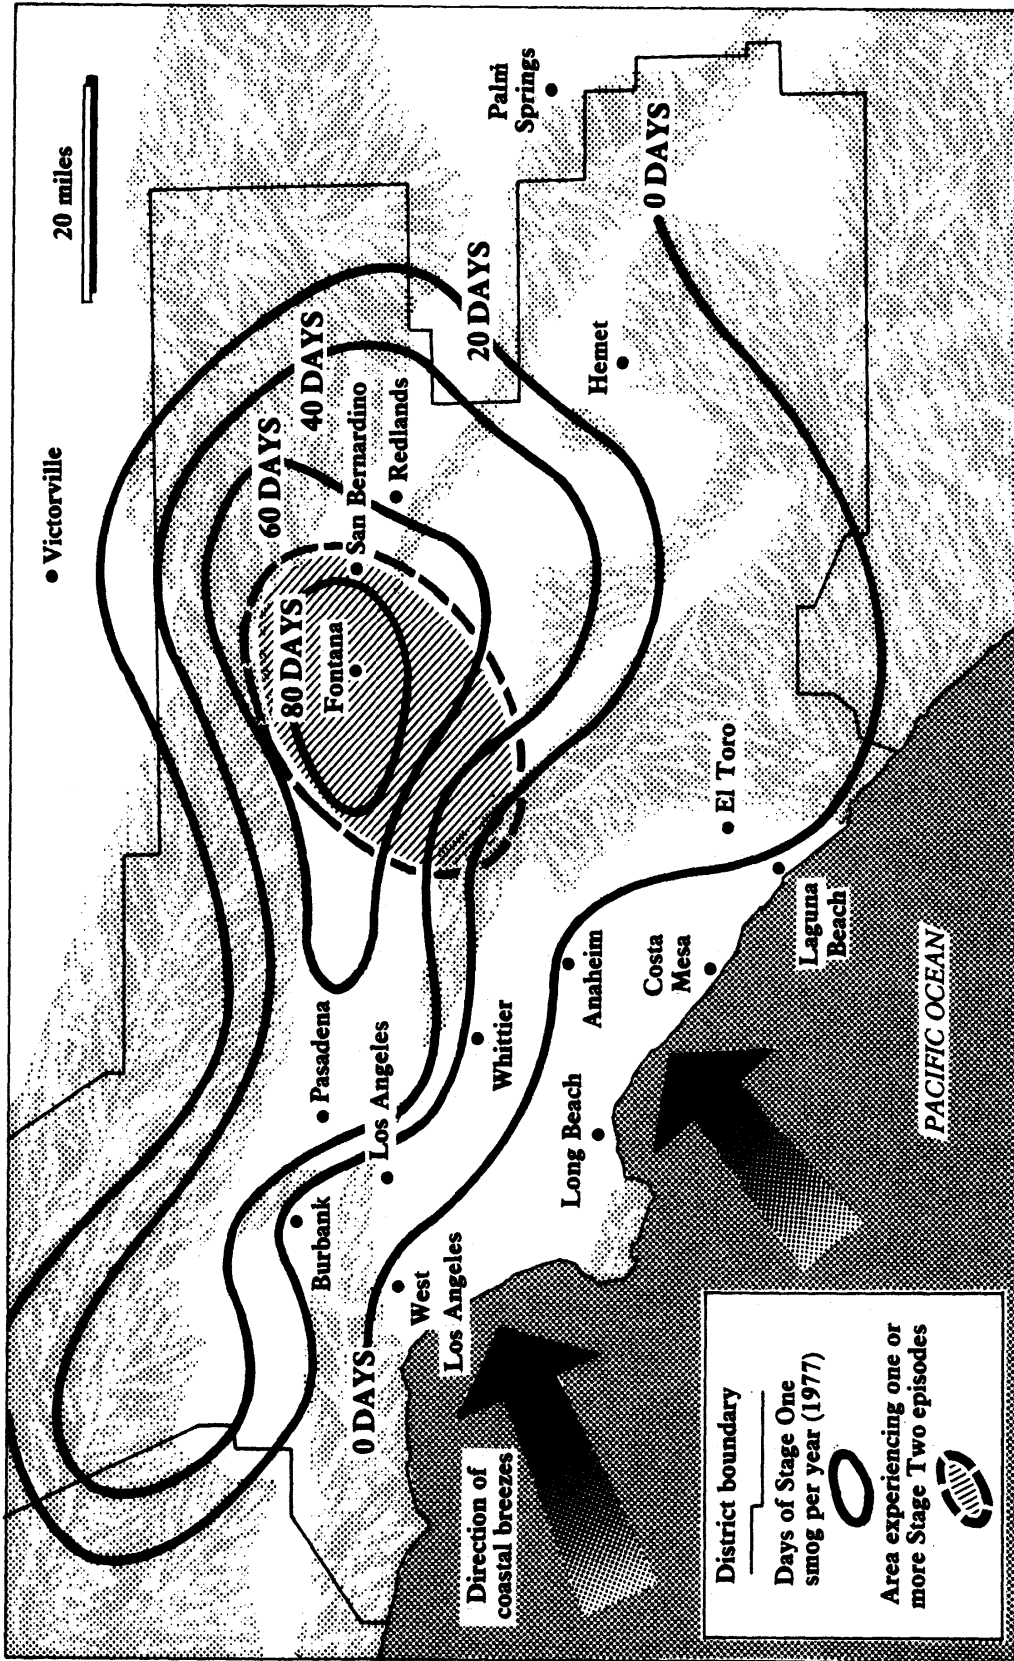 20 miles
Victorville
60 DAYS
40 DAYS
San Bernardino
Redlands
20 DAYS
Palm
Springs
80 DAYS
Fontana
Hemet
0 DAYS
Pasadena
Los Angeles
Burbank
Whittier
Anaheim
El Toro
0 DAYS
West
Los Angeles
Long Beach
Costa
Mesa
Laguna
Beach
Direction of
coastal breezes
PACIFIC OCEAN
District boundary
Days of Stage One
smog per year (1977)
Area experiencing one or
more Stage Two episodes